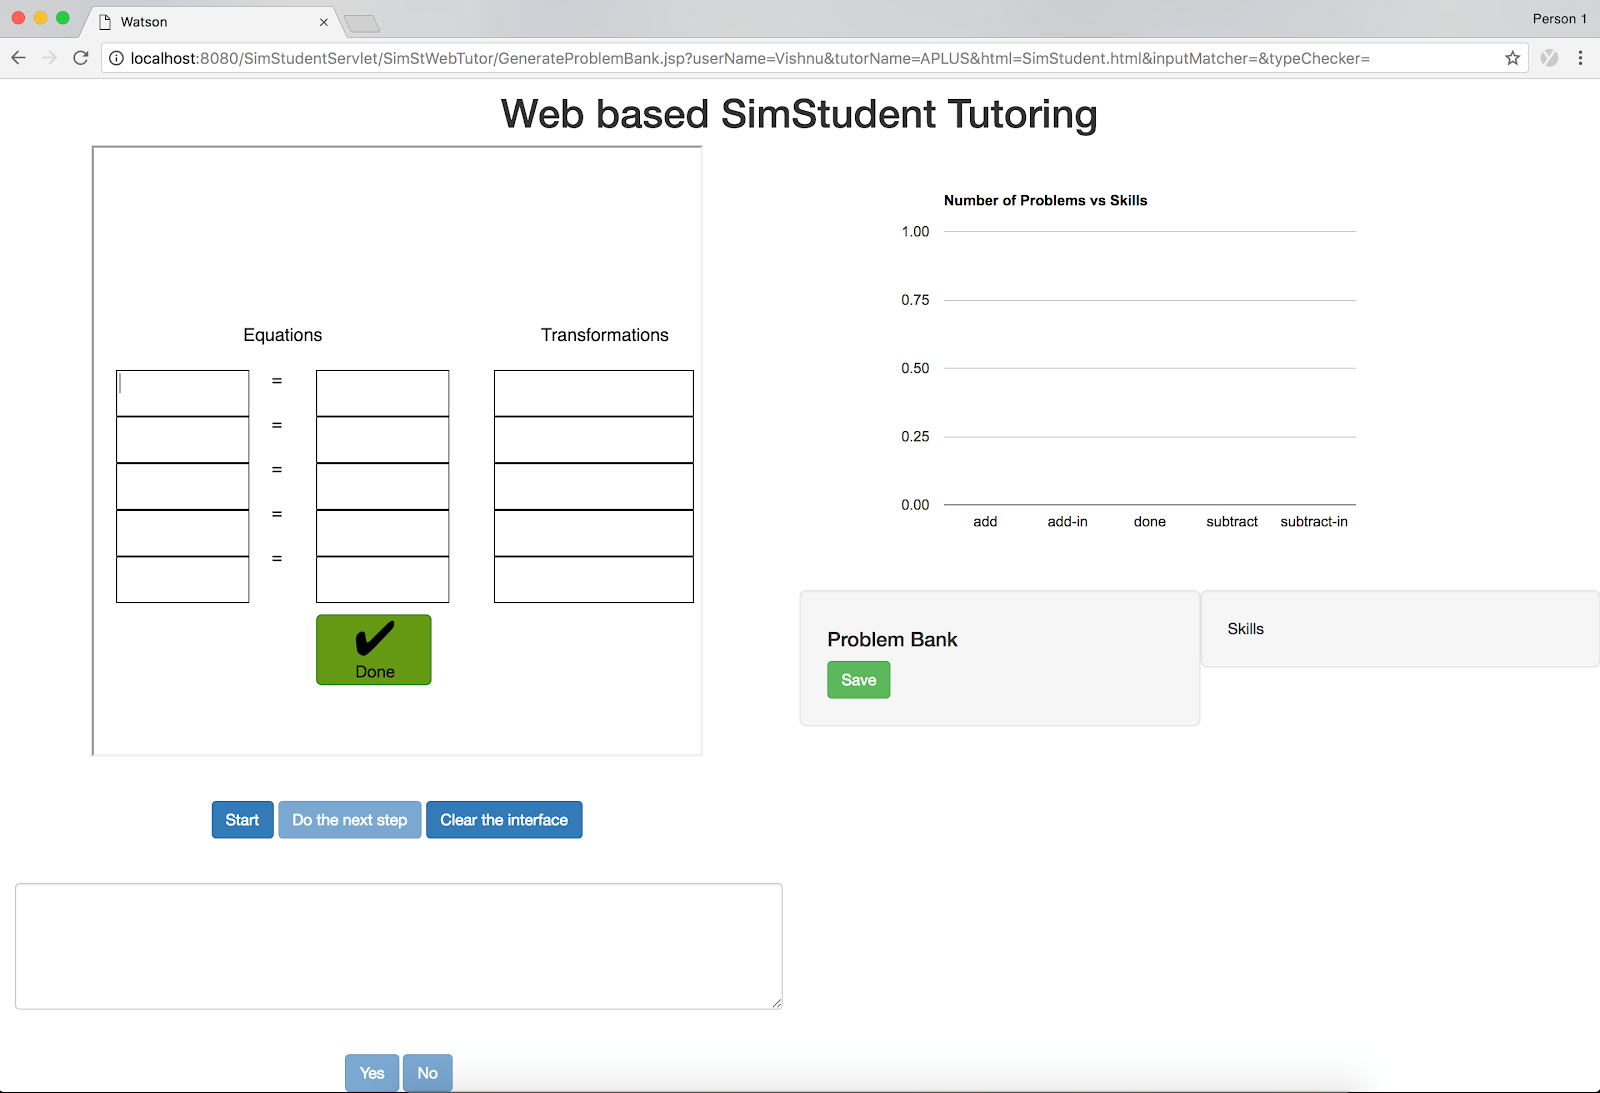 Watson
Person 1
localhost:8080/SimStudentServlet/SimStWebTutor/GenerateProblemBank.jsp?userName=Vishnu&tutorName=APLUS&html=SimStudent.html&inputMatcher=&typeChecker=
Web based SimStudent Tutoring
Equations
Transformations
=
=
=
=
=
✔
Done
Start
Do the next step
Clear the interface
Yes
No
Number of Problems vs Skills
1.00
0.75
0.50
0.25
0.00
add add-in done subtract subtract-in
Problem Bank
Save
Skills